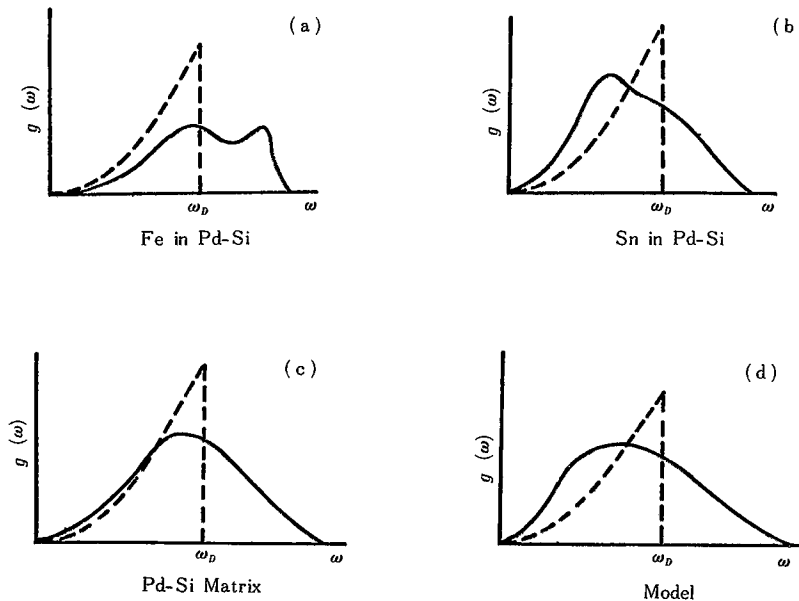 (a)
g (ω)
ω_D
ω
Fe in Pd-Si
(b
g (ω)
ω_D
ω
Sn in Pd-Si
(c)
g (ω)
ω_D
ω
Pd-Si Matrix
(d)
g (ω)
ω_D
ω
Model